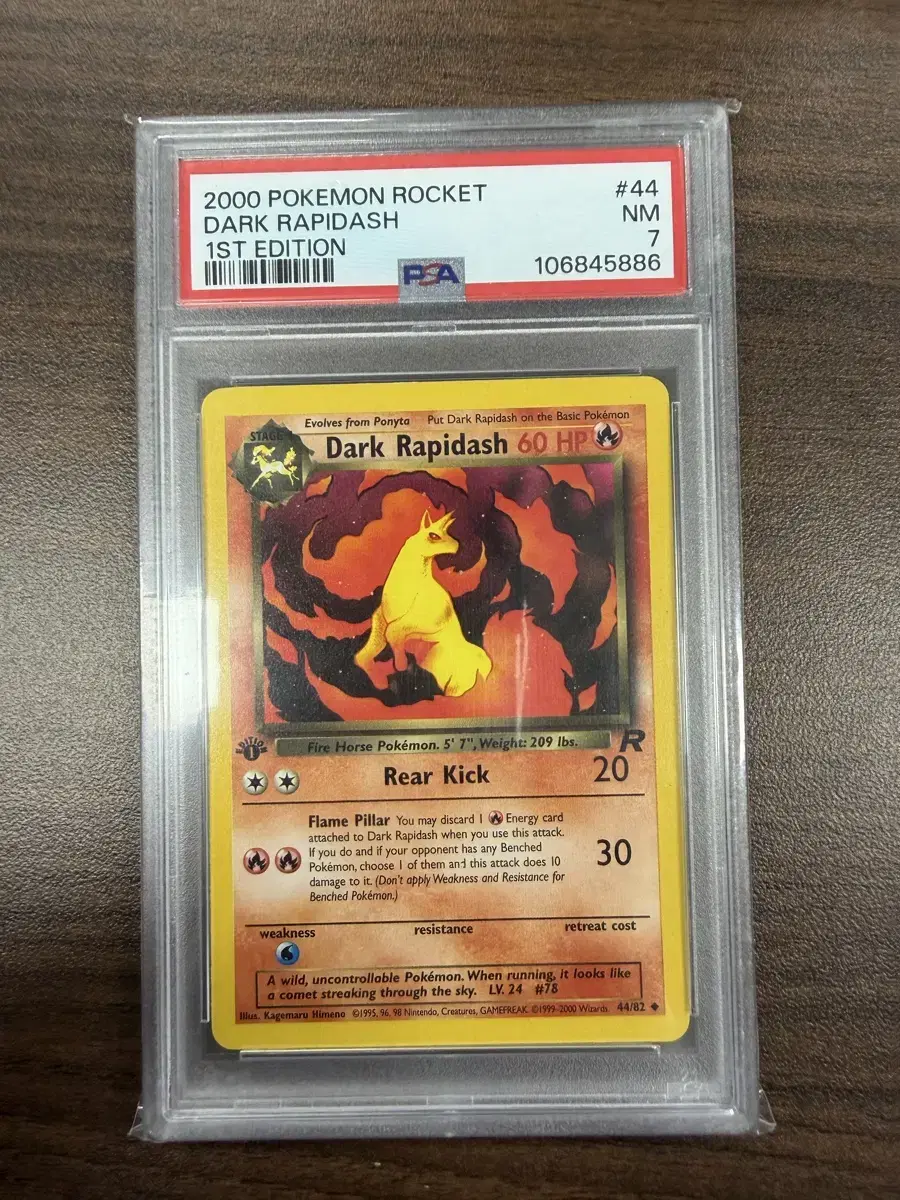 2000 POKEMON ROCKET #44
DARK RAPIDASH NM
1ST EDITION 7
PSA 106845886
Evolves from Ponyta Put Dark Rapidash on the Basic Pokémon
STAGE 1
Dark Rapidash 60 HP
EDITION 1
Fire Horse Pokémon. 5' 7", Weight: 209 lbs.
R
Rear Kick 20
Flame Pillar You may discard 1 Energy card
attached to Dark Rapidash when you use this attack.
If you do and if your opponent has any Benched
Pokémon, choose 1 of them and this attack does 10
damage to it. (Don't apply Weakness and Resistance for
Benched Pokémon.)
30
weakness resistance retreat cost
A wild, uncontrollable Pokémon. When running, it looks like
a comet streaking through the sky. LV. 24 #78
Illus. Kagemaru Himeno ©1995, 96, 98 Nintendo, Creatures, GAMEFREAK. ©1999-2000 Wizards. 44/82